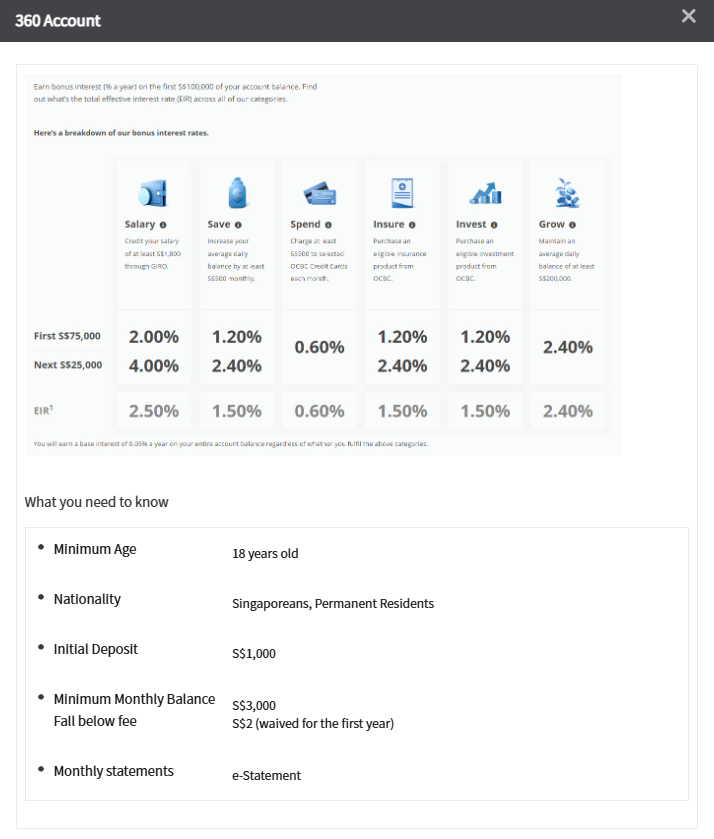 360 Account
Earn bonus interest (% a year) on the first S$100,000 of your account balance. Find
out what's the total effective interest rate (EIR) across all of our categories.
Here's a breakdown of our bonus interest rates.
Salary
Credit your salary
of at least S$1,800
through GIRO.
Save
Increase your
average daily
balance by at least
S$500 monthly.
Spend
Charge at least
S$500 to selected
OCBC Credit Cards
each month.
Insure
Purchase an
eligible insurance
product from
OCBC.
Invest
Purchase an
eligible investment
product from
OCBC.
Grow
Maintain an
average daily
balance of at least
S$200,000.
First S$75,000 2.00% 1.20% 0.60% 1.20% 1.20% 2.40%
Next S$25,000 4.00% 2.40% 2.40% 2.40%
EIR¹ 2.50% 1.50% 0.60% 1.50% 1.50% 2.40%
You will earn a base interest of 0.05% a year on your entire account balance regardless of whether you fulfil the above categories.
What you need to know
• Minimum Age 18 years old
• Nationality Singaporeans, Permanent Residents
• Initial Deposit S$1,000
• Minimum Monthly Balance S$3,000
Fall below fee S$2 (waived for the first year)
• Monthly statements e-Statement